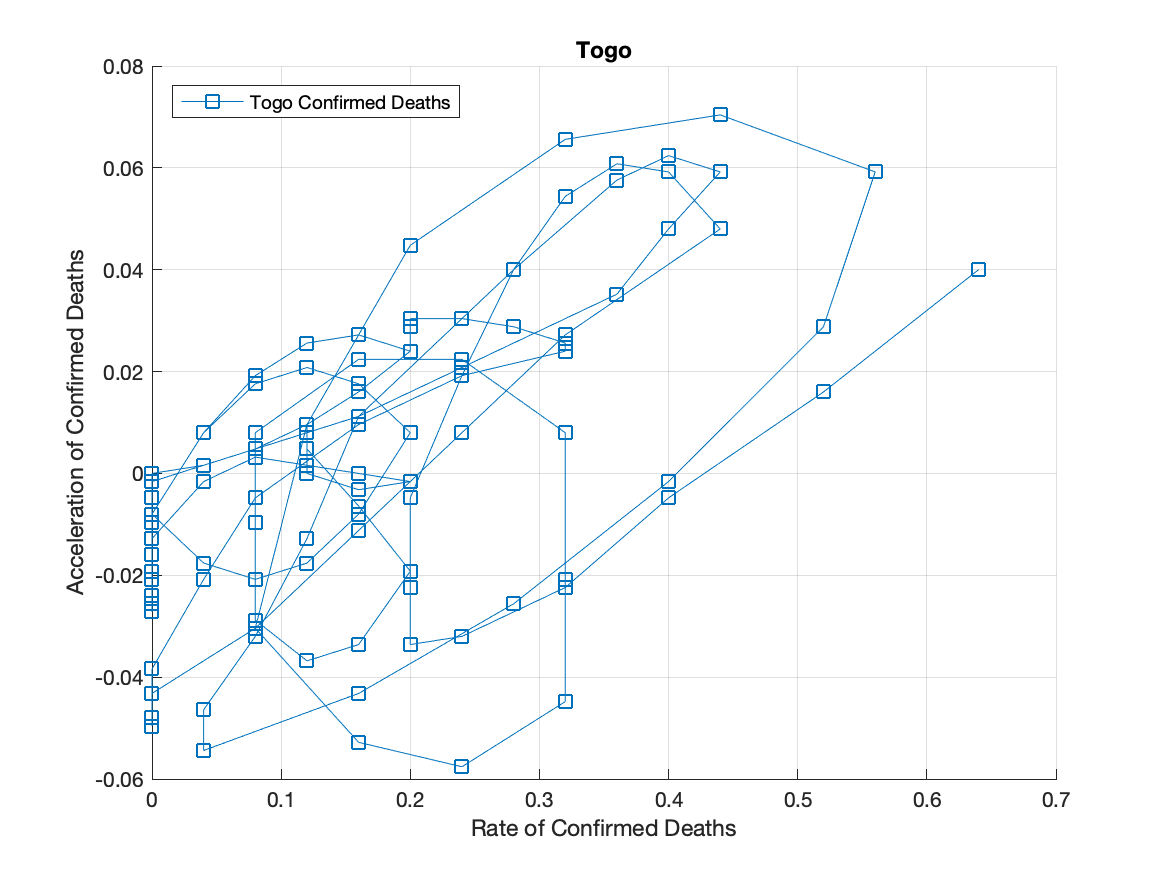 Togo
Togo Confirmed Deaths
Acceleration of Confirmed Deaths
0.08
0.06
0.04
0.02
0
-0.02
-0.04
-0.06
0 0.1 0.2 0.3 0.4 0.5 0.6 0.7
Rate of Confirmed Deaths